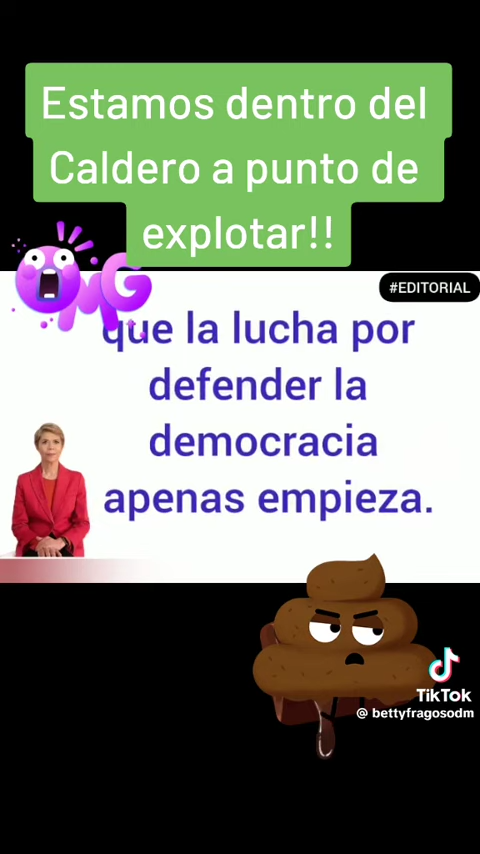 Estamos dentro del
Caldero a punto de
explotar!!
OMG
#EDITORIAL
que la lucha por
defender la
democracia
apenas empieza.
TikTok
@ bettyfragosodm